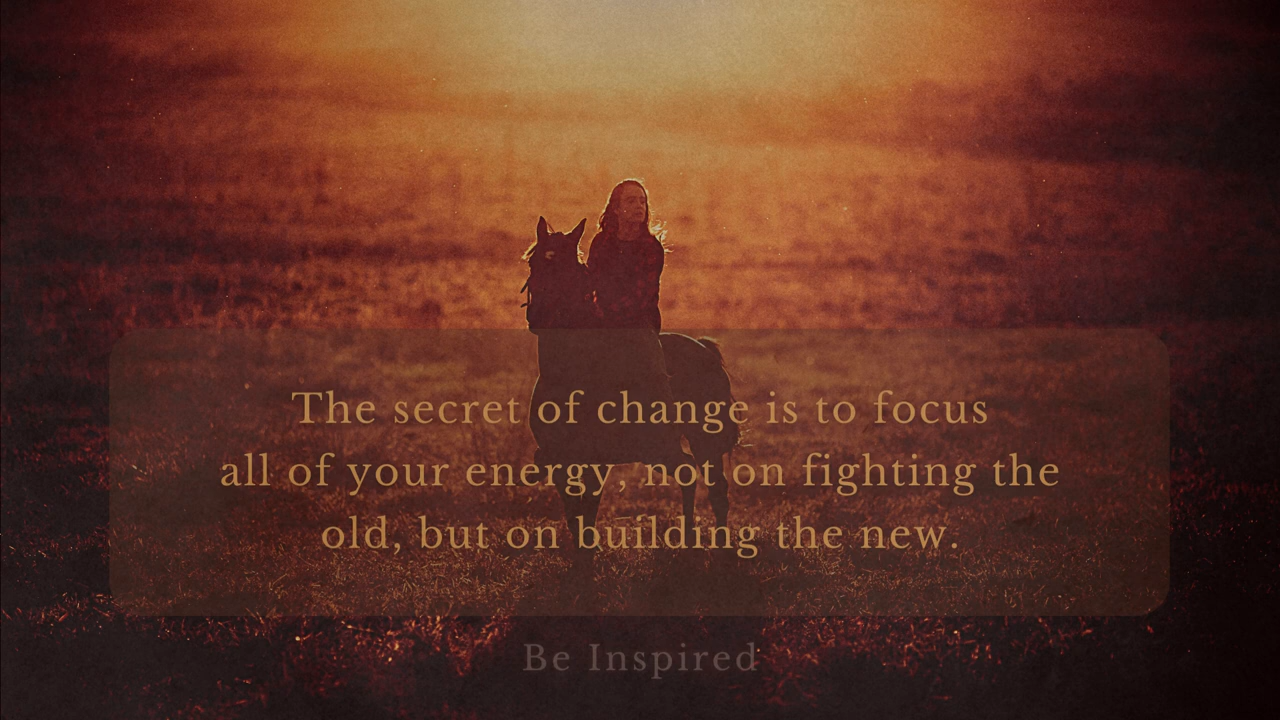 The secret of change is to focus
all of your energy, not on fighting the
old, but on building the new.
Be Inspired